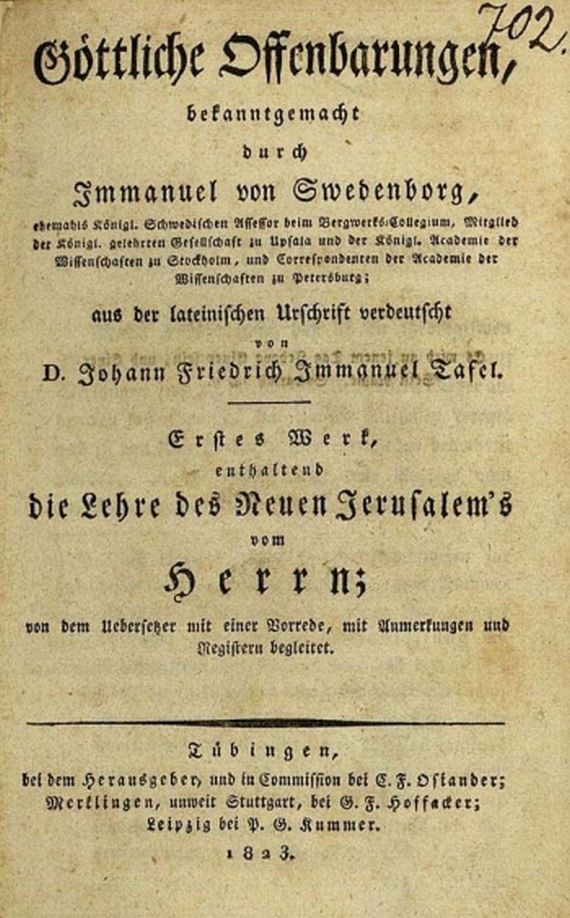 702.
Göttliche Offenbarungen,
bekanntgemacht
durch
Immanuel von Swedenborg,
ehemahls Königl. Schwedischen Assessor beim Bergwerks-Collegium, Mitglied
der Königl. gelehrten Gesellschaft zu Upsala und der Königl. Academie der
Wissenschaften zu Stockholm, und Correspondenten der Academie der
Wissenschaften zu Petersburg;
aus der lateinischen Urschrift verdeutscht
von
D. Johann Friedrich Immanuel Tafel.
Erstes Werk,
enthaltend
die Lehre des Neuen Jerusalem's
vom
Herrn;
von dem Uebersetzer mit einer Vorrede, mit Anmerkungen und
Registern begleitet.
Tübingen,
bei dem Herausgeber, und in Commission bei C. F. Osiander;
Merklingen, unweit Stuttgart, bei G. F. Hoffacker;
Leipzig bei P. G. Kummer.
1823.